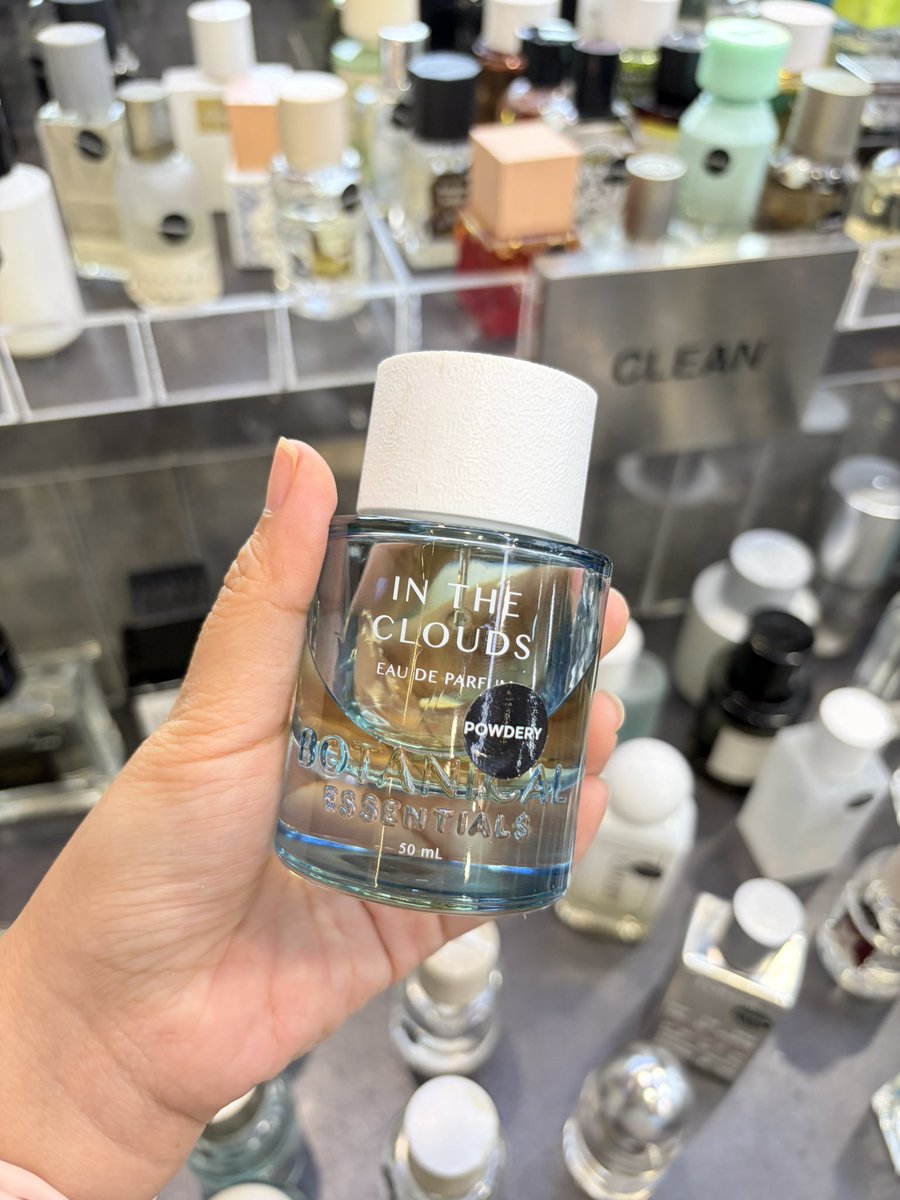 CLEAN
IN THE
CLOUDS
EAU DE PARFUM
POWDERY
BOTANICAL
ESSENTIALS
50 mL